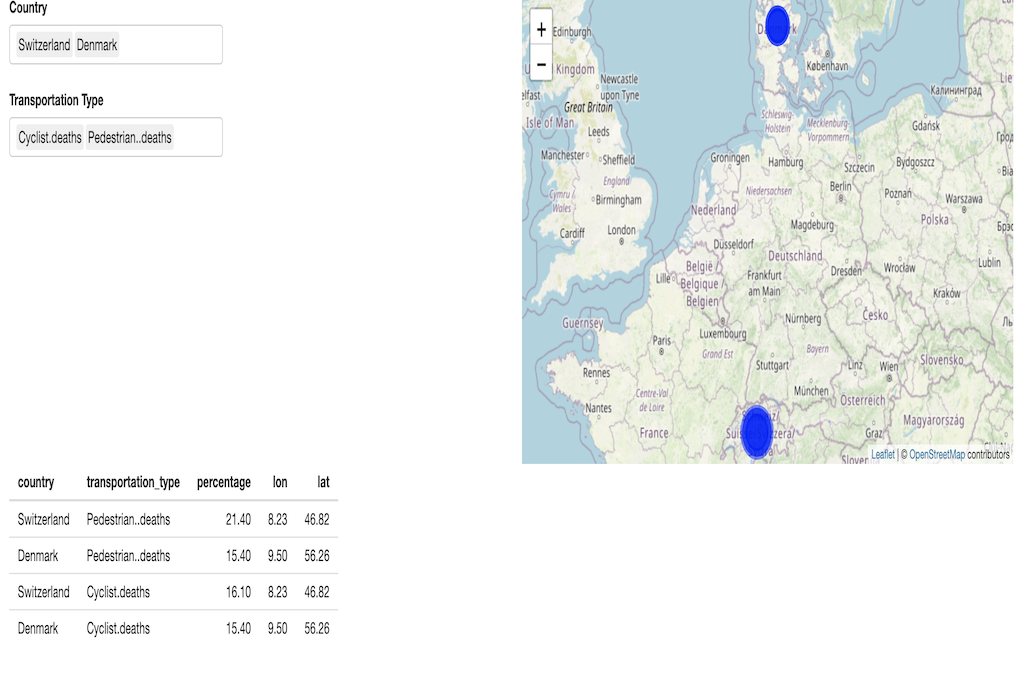 Country
Switzerland Denmark
Transportation Type
Cyclist.deaths Pedestrian..deaths
+
−
Edinburgh
Kingdom
Newcastle
upon Tyne
Great Britain
Isle of Man
Leeds
Manchester
Sheffield
England
Cymru /
Wales
Birmingham
Cardiff
London
København
Калининград
Schleswig-
Holstein
Mecklenburg-
Vorpommern
Gdańsk
Groningen
Hamburg
Szczecin
Bydgoszcz
Niedersachsen
Berlin
Poznań
Warszawa
Nederland
Magdeburg
Polska
Düsseldorf
Deutschland
Lille
België /
Belgique /
Belgien
Frankfurt
am Main
Dresden
Wrocław
Lublin
Kraków
Guernsey
Luxembourg
Nürnberg
Česko
Paris
Grand Est
Bayern
Stuttgart
Linz
Wien
Slovensko
Rennes
München
Centre-Val
de Loire
Österreich
Nantes
France
Graz
Magyarország
Leaflet | © OpenStreetMap contributors
country transportation_type percentage lon lat
Switzerland Pedestrian..deaths 21.40 8.23 46.82
Denmark Pedestrian..deaths 15.40 9.50 56.26
Switzerland Cyclist.deaths 16.10 8.23 46.82
Denmark Cyclist.deaths 15.40 9.50 56.26